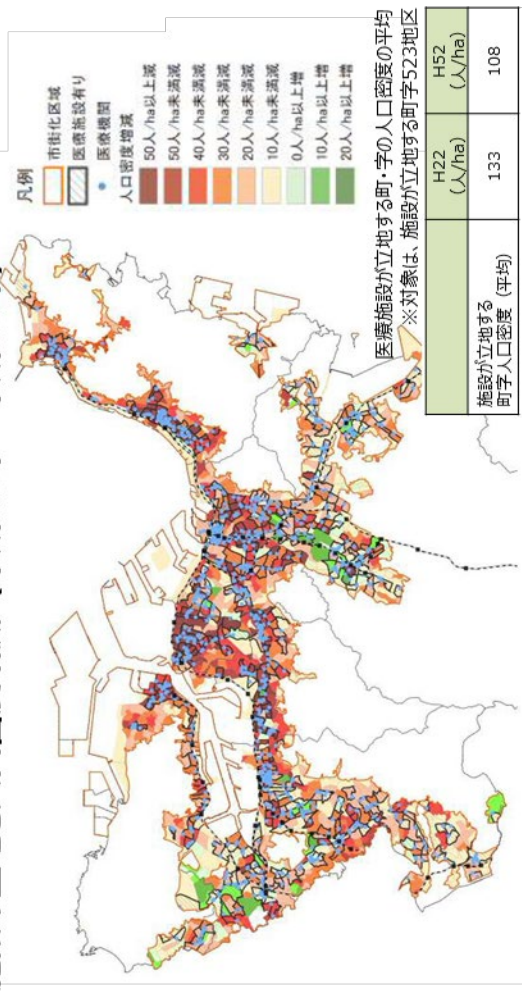 凡例
市街化区域
医療施設有り
医療機関
人口密度増減
50人/ha以上減
50人/ha未満減
40人/ha未満減
30人/ha未満減
20人/ha未満減
10人/ha未満減
0人/ha以上増
10人/ha以上増
20人/ha以上増
医療施設が立地する町・字の人口密度の平均
※対象は、施設が立地する町字523地区
H22
(人/ha)
H52
(人/ha)
施設が立地する
町字人口密度（平均）
133
108